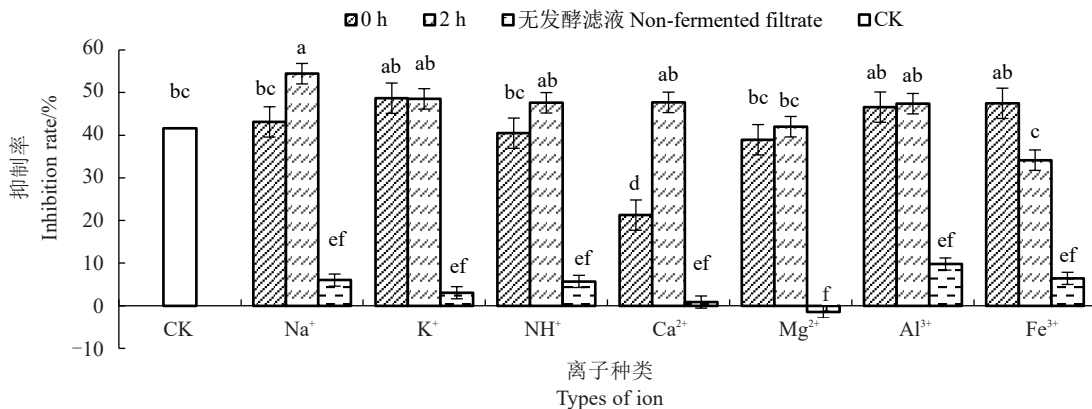 0 h 2 h 无发酵滤液 Non-fermented filtrate CK
60
50
40
30
20
10
0
−10
抑制率
Inhibition rate/%
bc
bc a ef
ab ab ef
bc ab ef
d ab ef
bc bc f
ab ab ef
ab c ef
CK Na⁺ K⁺ NH⁺ Ca²⁺ Mg²⁺ Al³⁺ Fe³⁺
离子种类
Types of ion